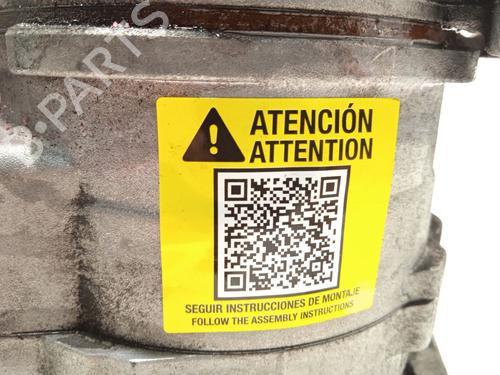 B-PARTS
ATENCIÓN
ATTENTION
SEGUIR INSTRUCCIONES DE MONTAJE
FOLLOW THE ASSEMBLY INSTRUCTIONS